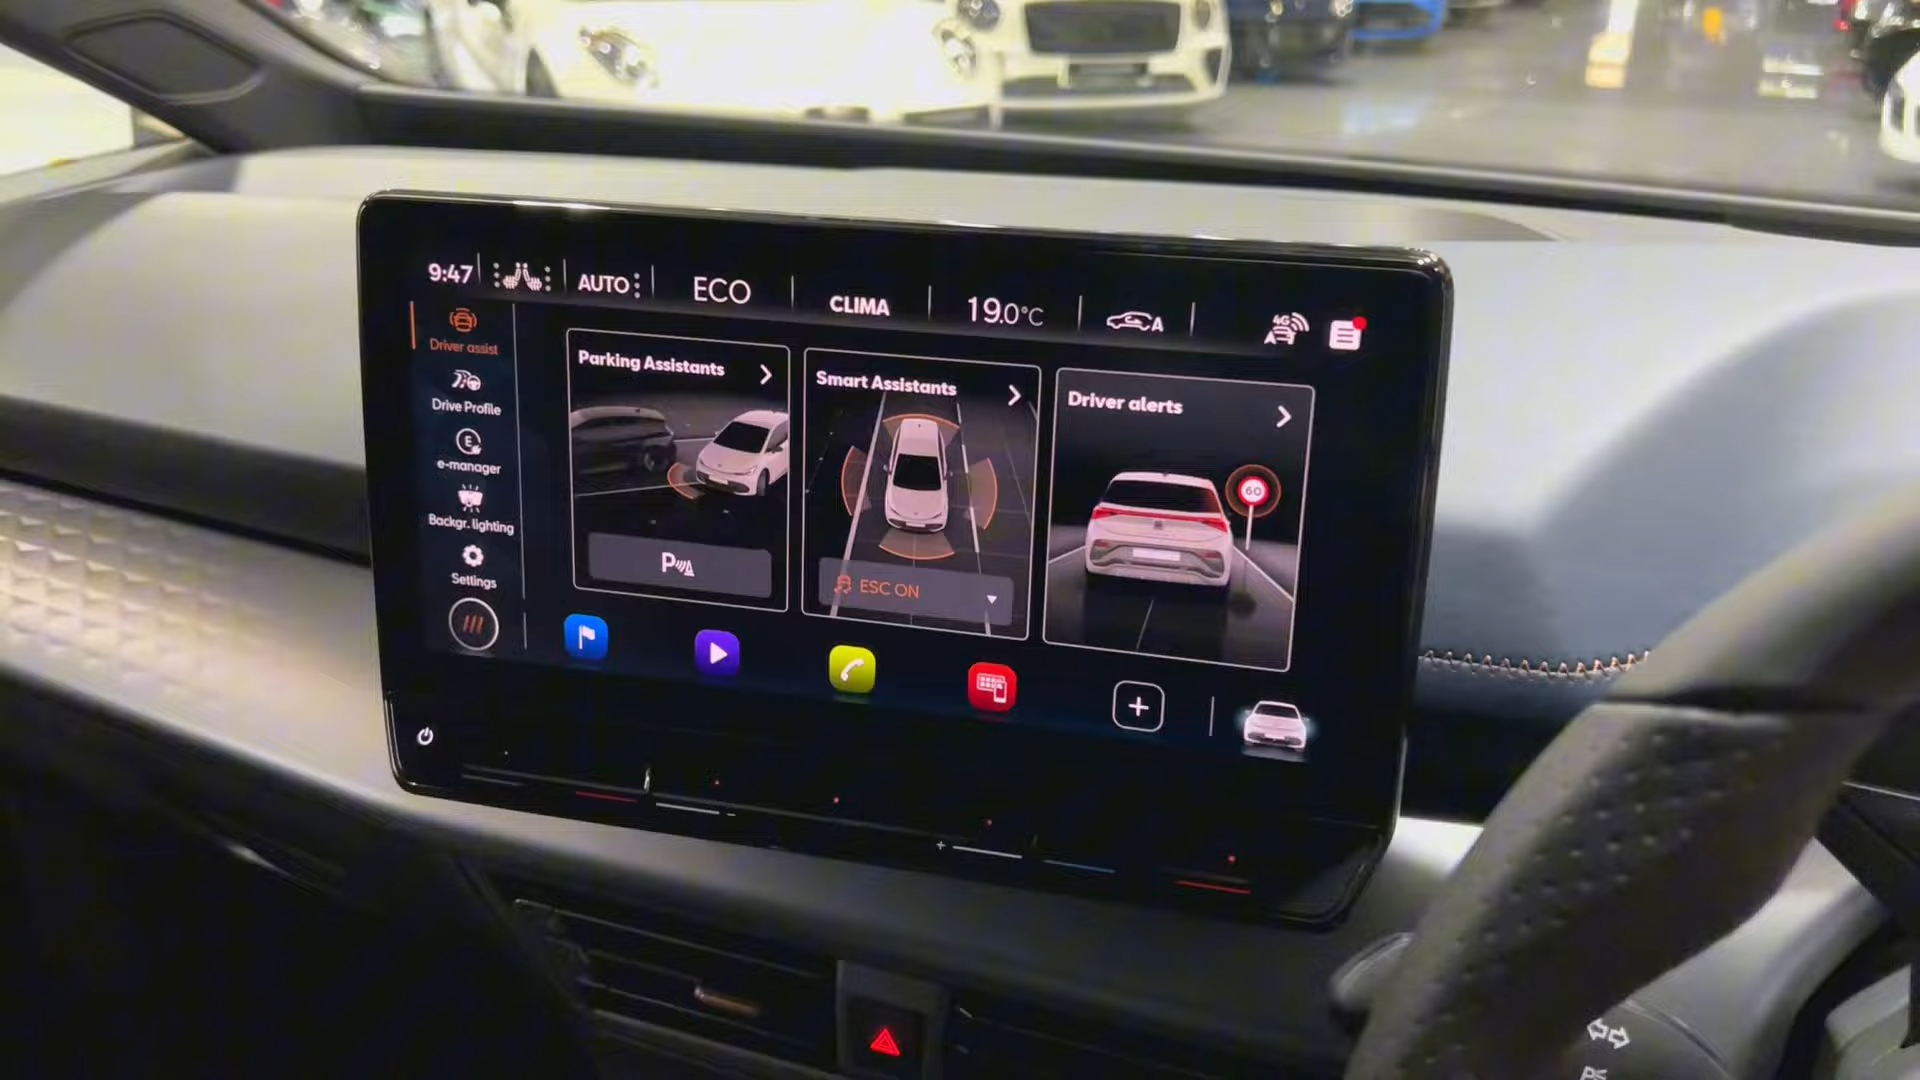 9:47
AUTO
ECO
CLIMA
19.0°C
A
4G
Driver assist
Drive Profile
E
e-manager
Backgr. lighting
Settings
Parking Assistants
P
Smart Assistants
ESC ON
Driver alerts
60